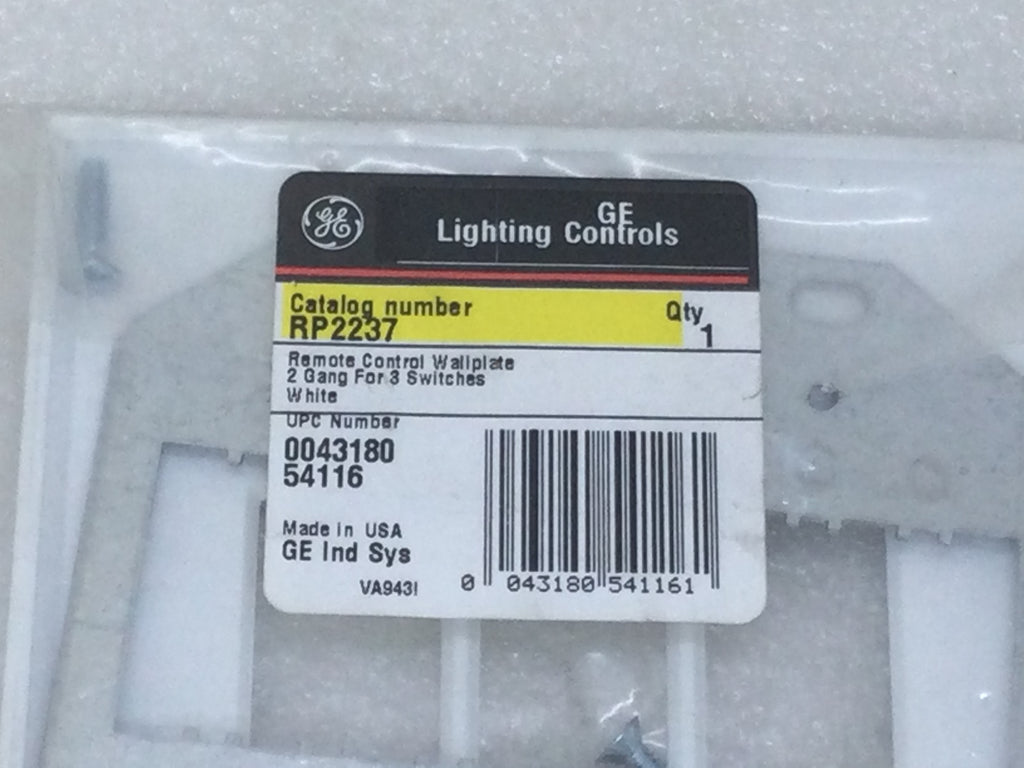 GE
GE
Lighting Controls
Catalog number Qty
RP2237 1
Remote Control Wallplate
2 Gang For 3 Switches
White
UPC Number
0043180
54116
Made in USA
GE Ind Sys
VA943I
0 043180 541161